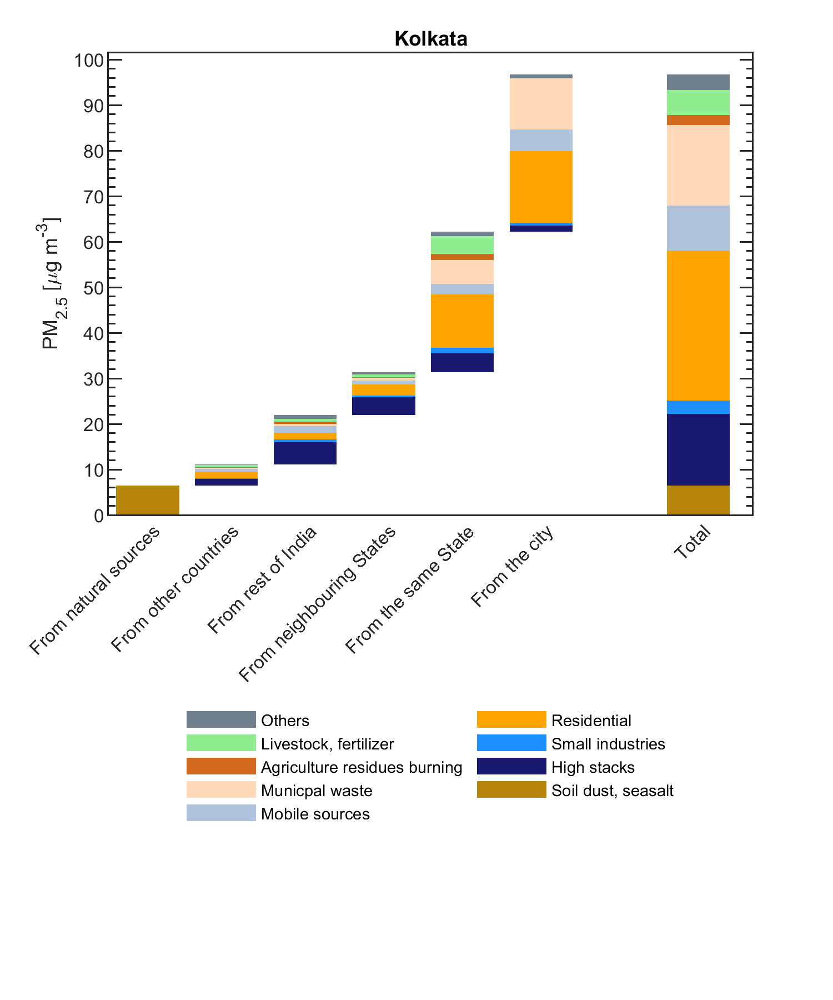 Kolkata
100
90
80
70
60
50
40
30
20
10
0
PM2.5 [μg m-3]
From natural sources
From other countries
From rest of India
From neighbouring States
From the same State
From the city
Total
Others
Livestock, fertilizer
Agriculture residues burning
Municpal waste
Mobile sources
Residential
Small industries
High stacks
Soil dust, seasalt